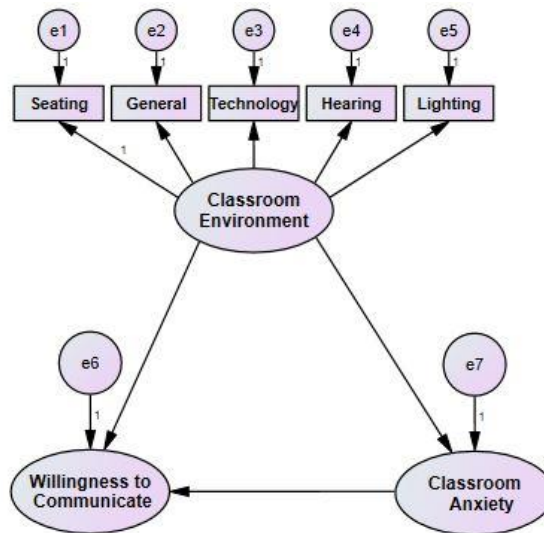 e1 e2 e3 e4 e5
1 1 1 1 1
Seating General Technology Hearing Lighting
1
Classroom
Environment
e6 e7
1 1
Willingness to
Communicate
Classroom
Anxiety